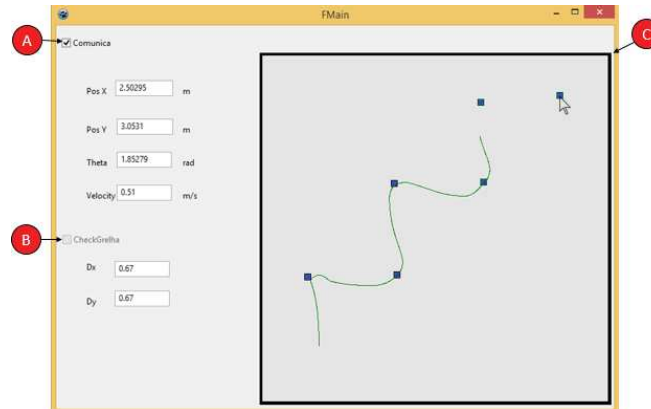 FMain
A
Comunica
C
Pos X 2.50295 m
Pos Y 3.0531 m
Theta 1.85279 rad
Velocity 0.51 m/s
B
CheckGrelha
Dx 0.67
Dy 0.67